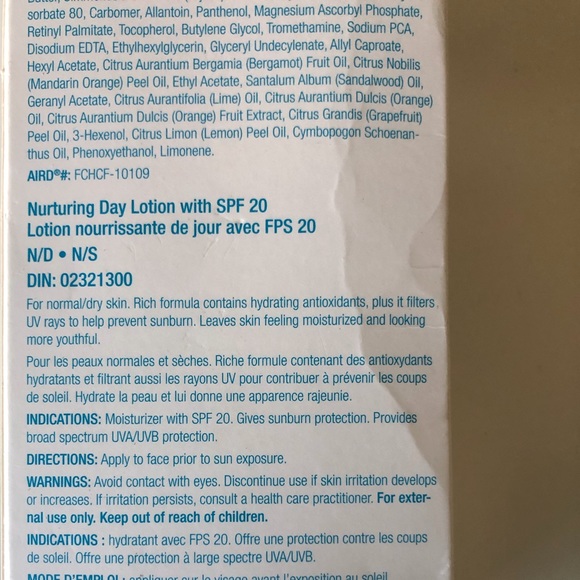 sorbate 80, Carbomer, Allantoin, Panthenol, Magnesium Ascorbyl Phosphate,
Retinyl Palmitate, Tocopherol, Butylene Glycol, Tromethamine, Sodium PCA,
Disodium EDTA, Ethylhexylglycerin, Glyceryl Undecylenate, Allyl Caproate,
Hexyl Acetate, Citrus Aurantium Bergamia (Bergamot) Fruit Oil, Citrus Nobilis
(Mandarin Orange) Peel Oil, Ethyl Acetate, Santalum Album (Sandalwood) Oil,
Geranyl Acetate, Citrus Aurantifolia (Lime) Oil, Citrus Aurantium Dulcis (Orange)
Oil, Citrus Aurantium Dulcis (Orange) Fruit Extract, Citrus Grandis (Grapefruit)
Peel Oil, 3-Hexenol, Citrus Limon (Lemon) Peel Oil, Cymbopogon Schoenan-
thus Oil, Phenoxyethanol, Limonene.
AIRD®#: FCHCF-10109
Nurturing Day Lotion with SPF 20
Lotion nourrissante de jour avec FPS 20
N/D • N/S
DIN: 02321300
For normal/dry skin. Rich formula contains hydrating antioxidants, plus it filters
UV rays to help prevent sunburn. Leaves skin feeling moisturized and looking
more youthful.
Pour les peaux normales et sèches. Riche formule contenant des antioxydants
hydratants et filtrant aussi les rayons UV pour contribuer à prévenir les coups
de soleil. Hydrate la peau et lui donne une apparence rajeunie.
INDICATIONS: Moisturizer with SPF 20. Gives sunburn protection. Provides
broad spectrum UVA/UVB protection.
DIRECTIONS: Apply to face prior to sun exposure.
WARNINGS: Avoid contact with eyes. Discontinue use if skin irritation develops
or increases. If irritation persists, consult a health care practitioner. For exter-
nal use only. Keep out of reach of children.
INDICATIONS : hydratant avec FPS 20. Offre une protection contre les coups
de soleil. Offre une protection à large spectre UVA/UVB.
MODE D'EMPLOI : appliquer sur le visage avant l'exposition au soleil.